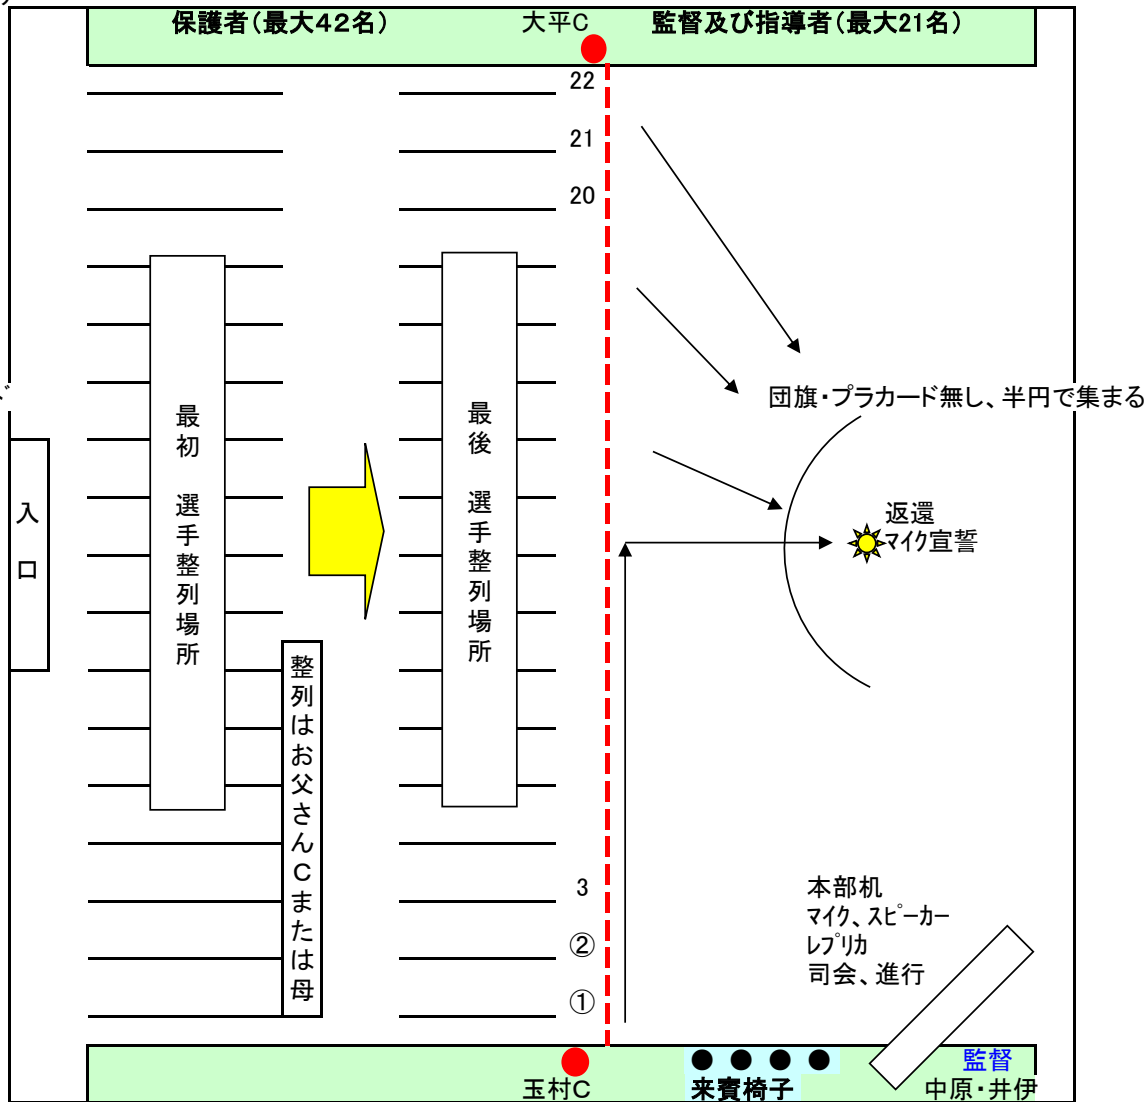 保護者（最大４２名）
大平C
監督及び指導者（最大21名）
22
21
20
団旗・プラカード無し、半円で集まる
入口
最初　選手整列場所
最後　選手整列場所
返還
マイク宣誓
整列はお父さんCまたは母
3
②
①
本部机
マイク、スピーカー
レプリカ
司会、進行
玉村C
来賓椅子
監督
中原・井伊